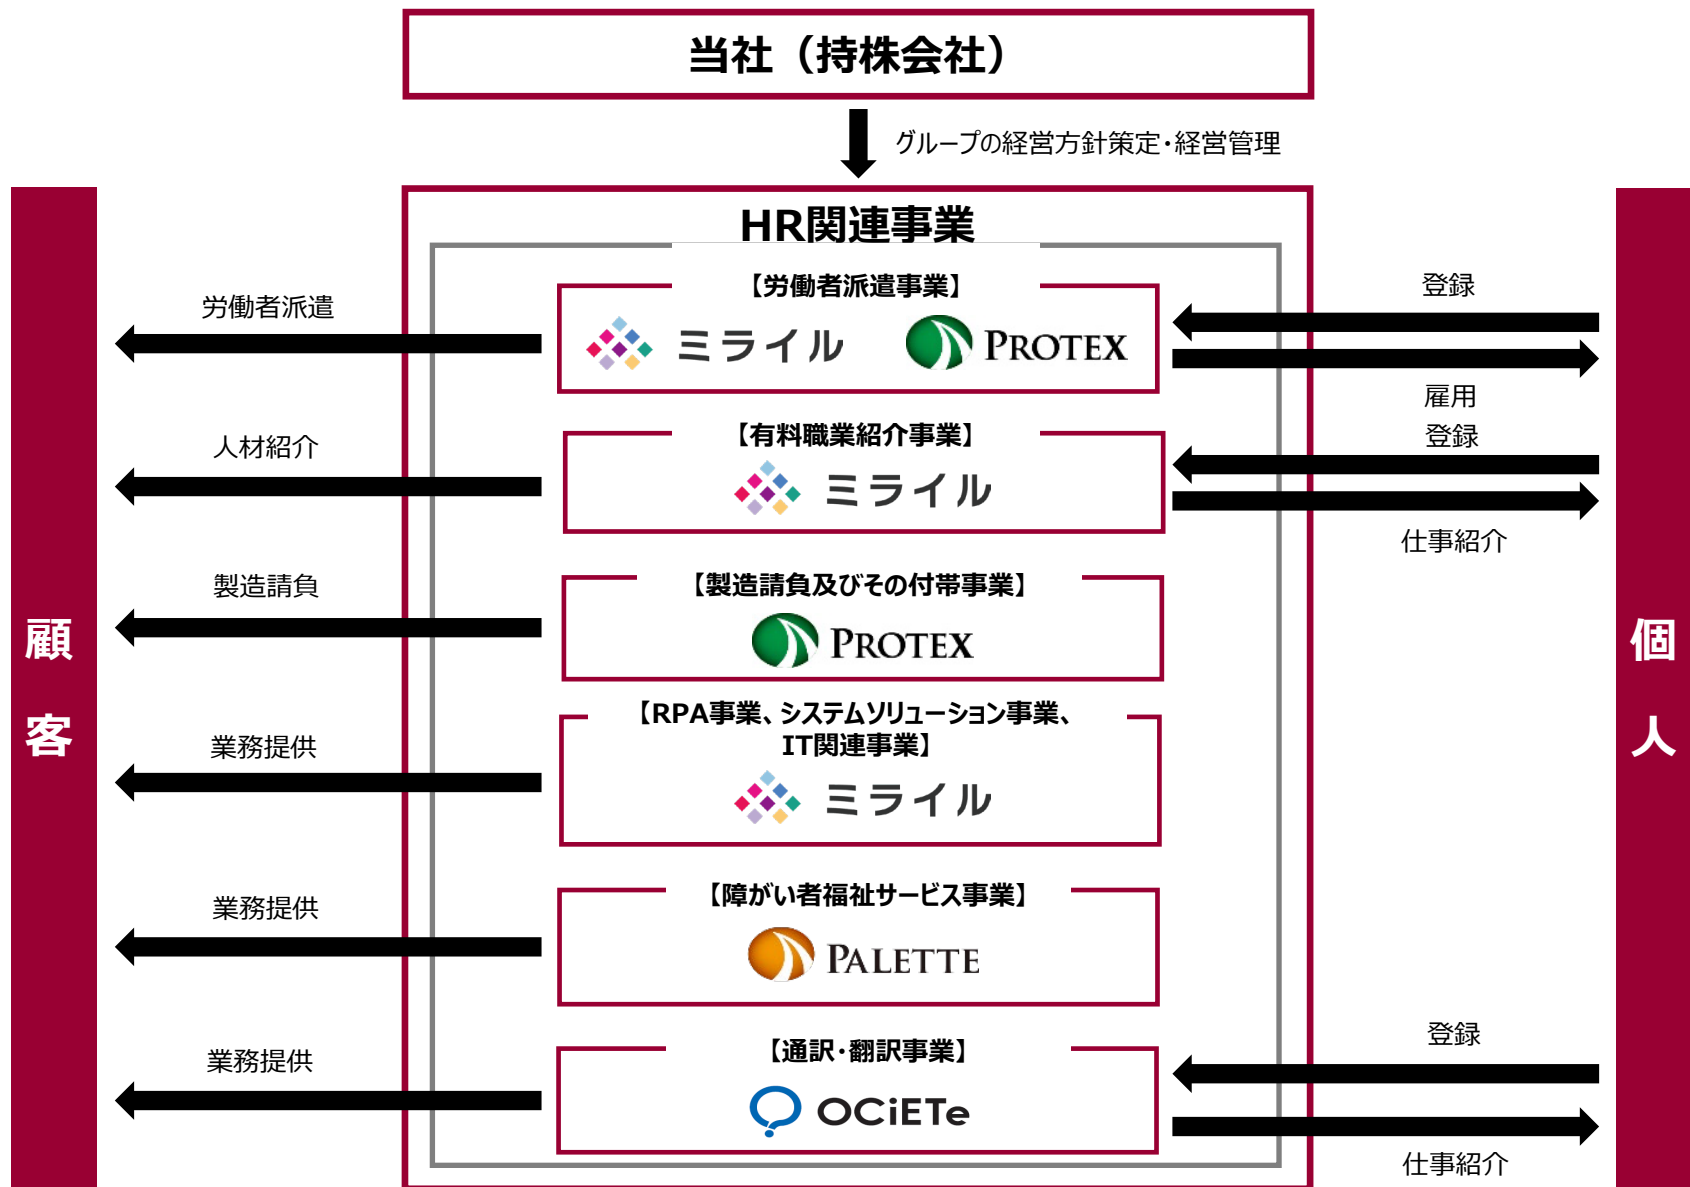 当社（持株会社）
グループの経営方針策定・経営管理
HR関連事業
顧客
個人
【労働者派遣事業】
ミライル PROTEX
労働者派遣
登録
雇用
【有料職業紹介事業】
ミライル
人材紹介
登録
仕事紹介
【製造請負及びその付帯事業】
PROTEX
製造請負
【RPA事業、システムソリューション事業、
IT関連事業】
ミライル
業務提供
【障がい者福祉サービス事業】
PALETTE
業務提供
【通訳・翻訳事業】
OCiETe
業務提供
登録
仕事紹介